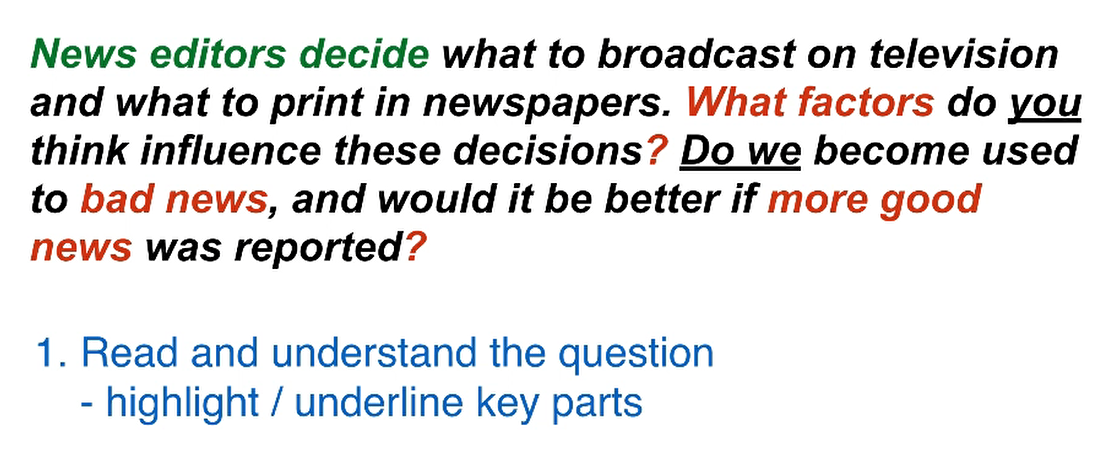 News editors decide what to broadcast on television
and what to print in newspapers. What factors do you
think influence these decisions? Do we become used
to bad news, and would it be better if more good
news was reported?
1. Read and understand the question
- highlight / underline key parts